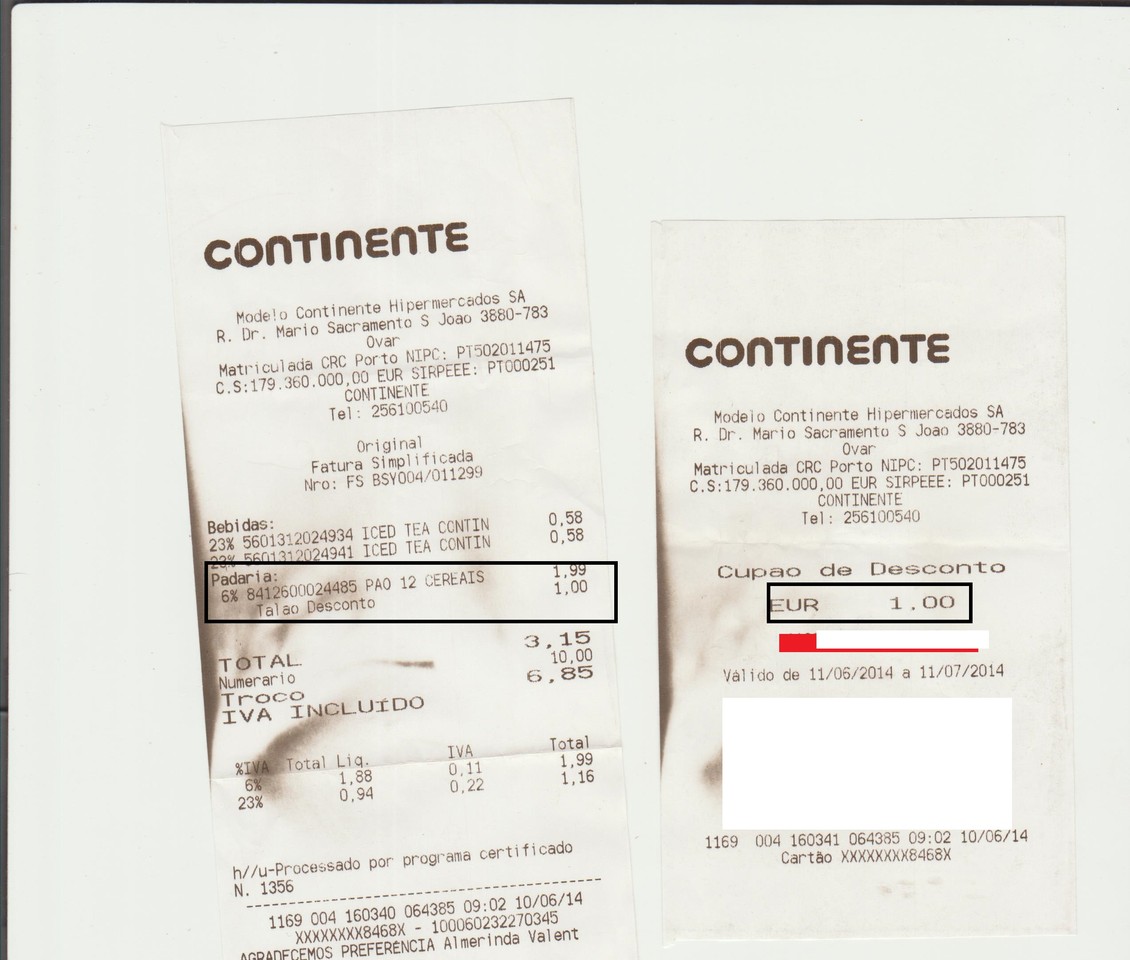 CONTINENTE
Modelo Continente Hipermercados SA
R. Dr. Mario Sacramento S Joao 3880-783
Ovar
Matriculada CRC Porto NIPC: PT502011475
C.S:179.360.000,00 EUR SIRPEEE: PT000251
CONTINENTE
Tel: 256100540
Original
Fatura Simplificada
Nro: FS BSY004/011299
Bebidas:
23% 5601312024934 ICED TEA CONTIN 0,58
23% 5601312024941 ICED TEA CONTIN 0,58
Padaria:
6% 8412600024485 PAO 12 CEREAIS 1,99
Talao Desconto 1,00
TOTAL 3,15
Numerario 10,00
Troco 6,85
IVA INCLUIDO
%IVA Total Liq. IVA Total
6% 1,88 0,11 1,99
23% 0,94 0,22 1,16
h//u-Processado por programa certificado
N. 1356
1169 004 160340 064385 09:02 10/06/14
XXXXXXXX8468X - 100060232270345
AGRADECEMOS PREFERÊNCIA Almerinda Valent
CONTINENTE
Modelo Continente Hipermercados SA
R. Dr. Mario Sacramento S Joao 3880-783
Ovar
Matriculada CRC Porto NIPC: PT502011475
C.S:179.360.000,00 EUR SIRPEEE: PT000251
CONTINENTE
Tel: 256100540
Cupao de Desconto
EUR 1,00
Válido de 11/06/2014 a 11/07/2014
1169 004 160341 064385 09:02 10/06/14
Cartão XXXXXXXX8468X